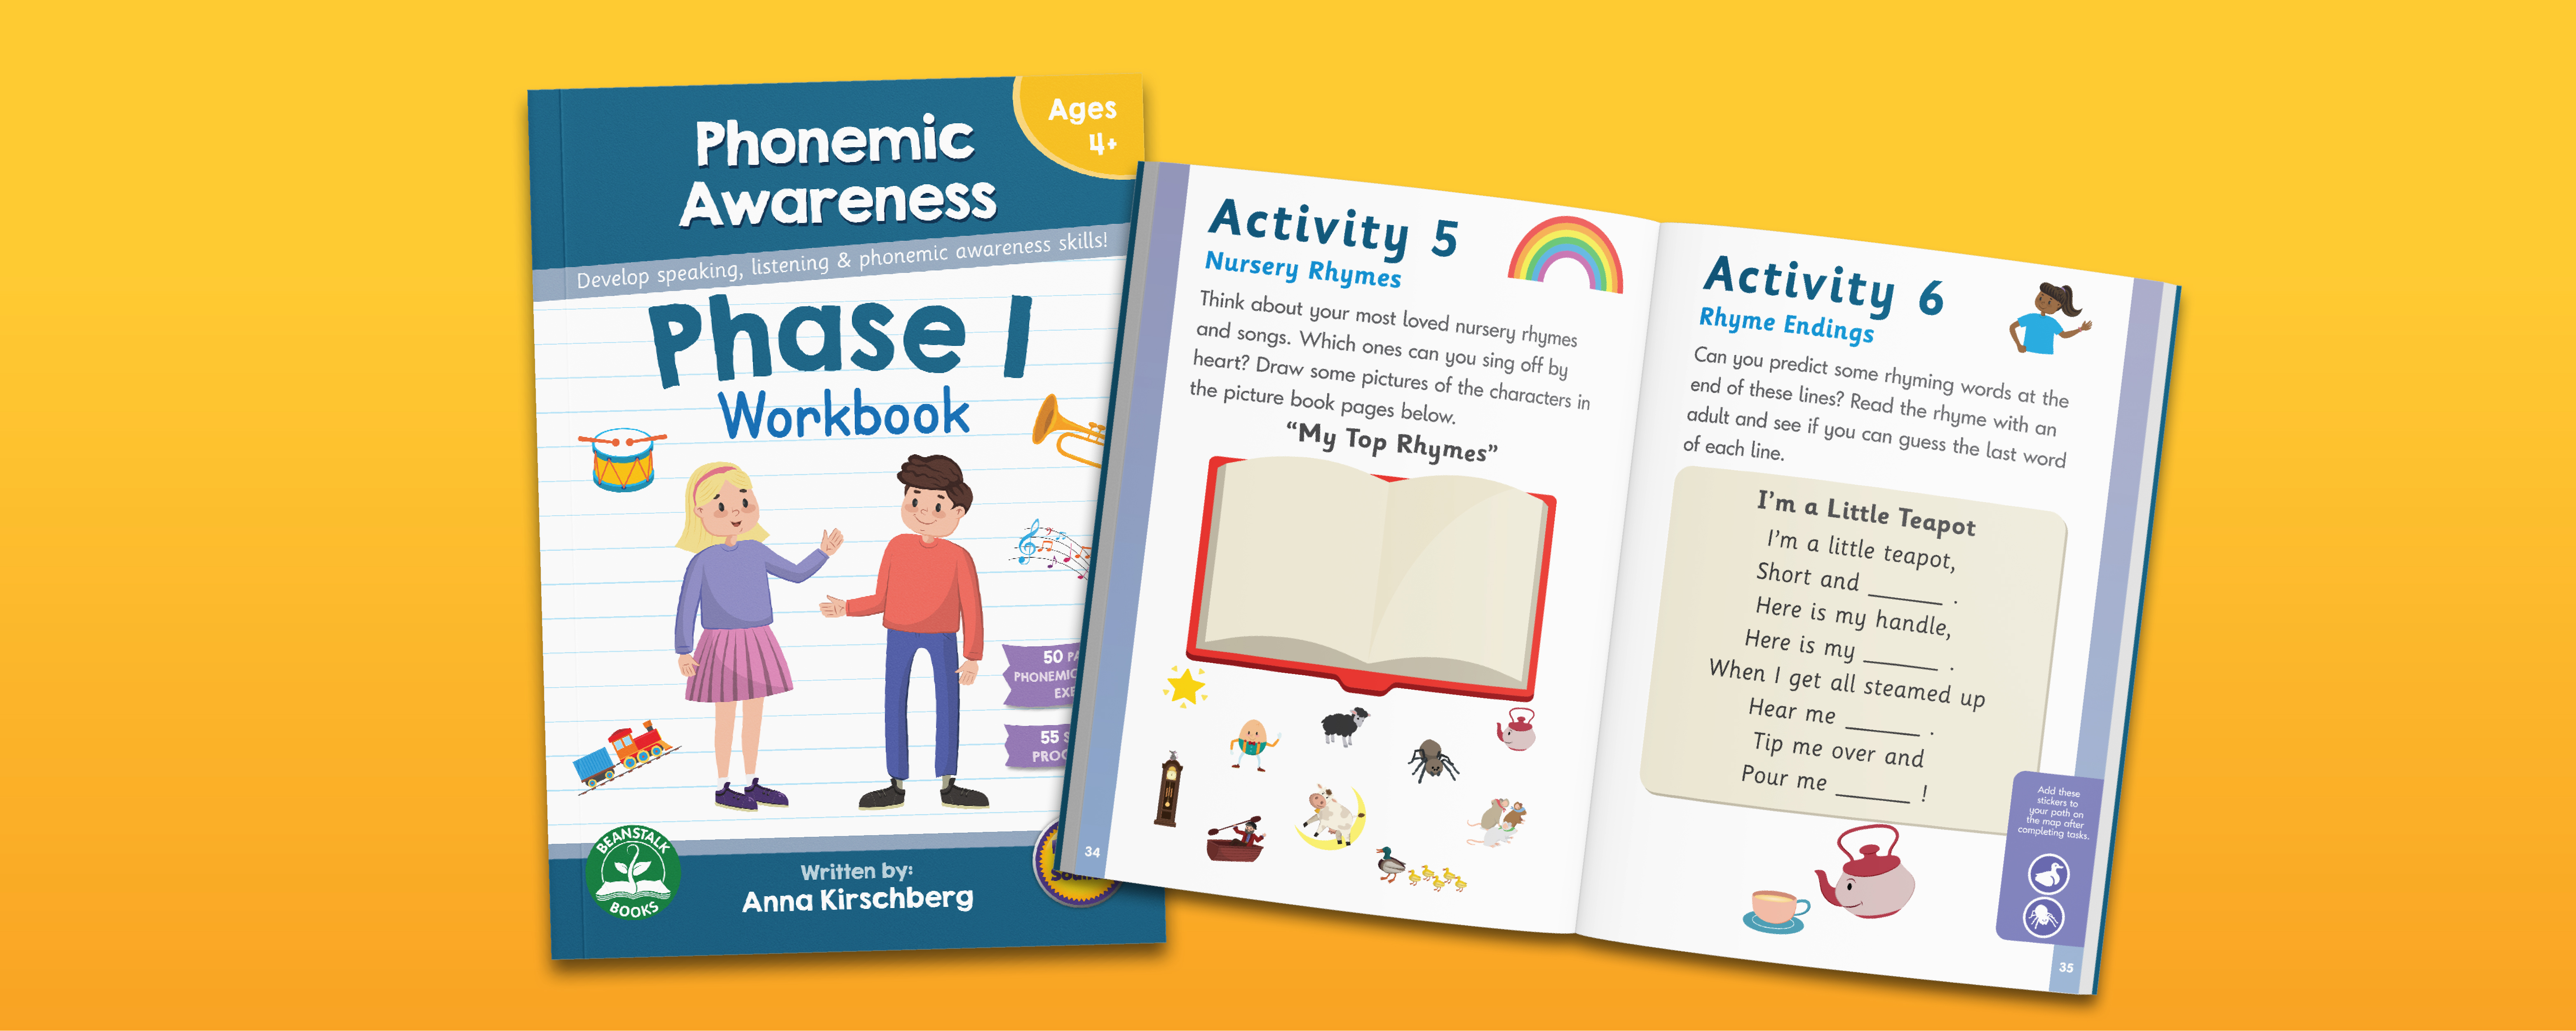 Ages
4+
Phonemic
Awareness
Develop speaking, listening & phonemic awareness skills!
Phase 1
Workbook
50
55
BEANSTALK
BOOKS
Written by:
Anna Kirschberg
Activity 5
Nursery Rhymes
Think about your most loved nursery rhymes
and songs. Which ones can you sing off by
heart? Draw some pictures of the characters in
the picture book pages below.
“My Top Rhymes”
34
Activity 6
Rhyme Endings
Can you predict some rhyming words at the
end of these lines? Read the rhyme with an
adult and see if you can guess the last word
of each line.
I'm a Little Teapot
I'm a little teapot,
Short and ______ .
Here is my handle,
Here is my ______ .
When I get all steamed up
Hear me ______ .
Tip me over and
Pour me ______ !
Add these
stickers to
your path on
the map after
completing tasks.
35